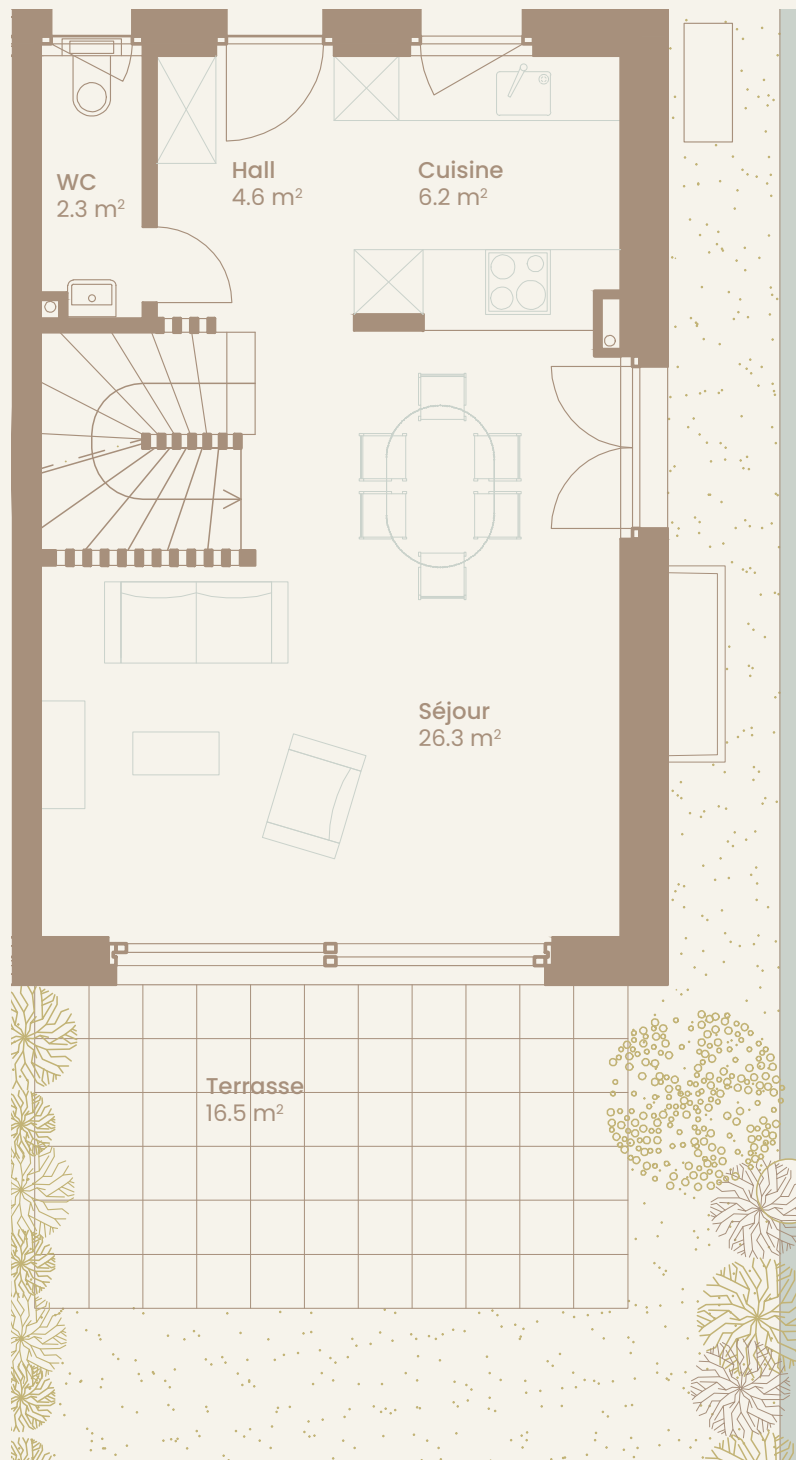 WC
2.3 m²
Hall
4.6 m²
Cuisine
6.2 m²
Séjour
26.3 m²
Terrasse
16.5 m²